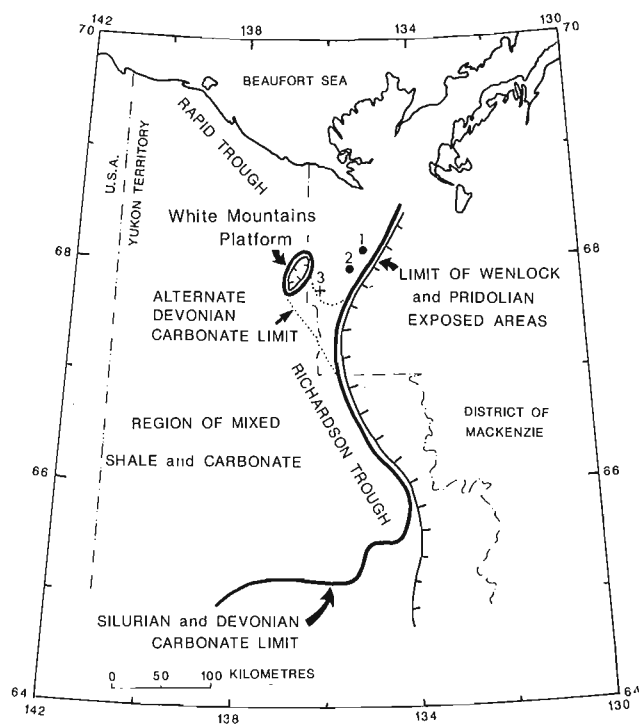 142
138
134
130
70
70
BEAUFORT SEA
RAPID TROUGH
U.S.A.
YUKON TERRITORY
White Mountains
Platform
1
2
3
68
68
LIMIT OF WENLOCK
and PRIDOLIAN
EXPOSED AREAS
ALTERNATE
DEVONIAN
CARBONATE LIMIT
RICHARDSON TROUGH
REGION OF MIXED
SHALE and CARBONATE
DISTRICT OF
MACKENZIE
66
66
SILURIAN and DEVONIAN
CARBONATE LIMIT
0 50 100 KILOMETRES
64
64
142
138
134
130